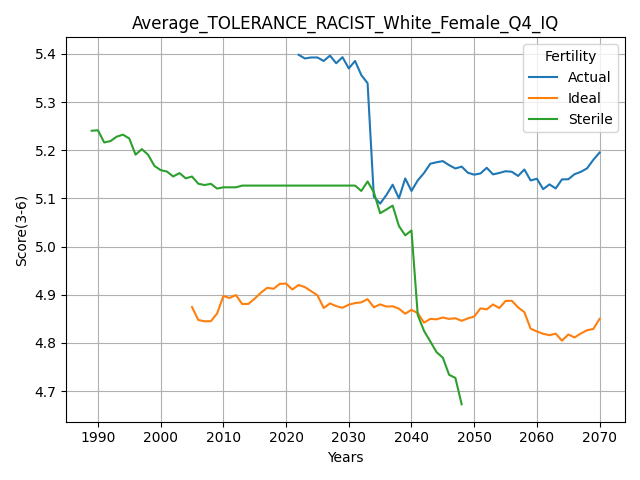 Average_TOLERANCE_RACIST_White_Female_Q4_IQ
Fertility
Actual
Ideal
Sterile
Score(3-6)
5.4
5.3
5.2
5.1
5.0
4.9
4.8
4.7
1990 2000 2010 2020 2030 2040 2050 2060 2070
Years